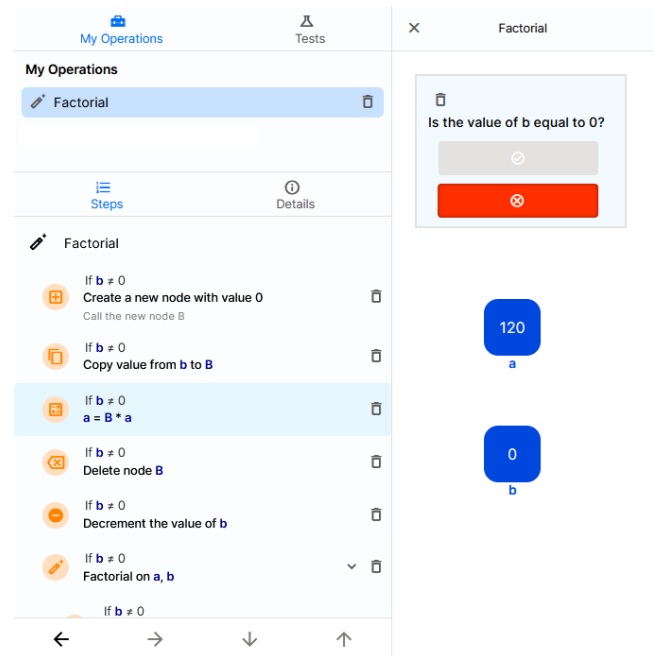 My Operations
Tests
My Operations
Factorial
Steps
Details
Factorial
If b ≠ 0
Create a new node with value 0
Call the new node B
If b ≠ 0
Copy value from b to B
If b ≠ 0
a = B * a
If b ≠ 0
Delete node B
If b ≠ 0
Decrement the value of b
If b ≠ 0
Factorial on a, b
If b ≠ 0
Factorial
Is the value of b equal to 0?
120
a
0
b